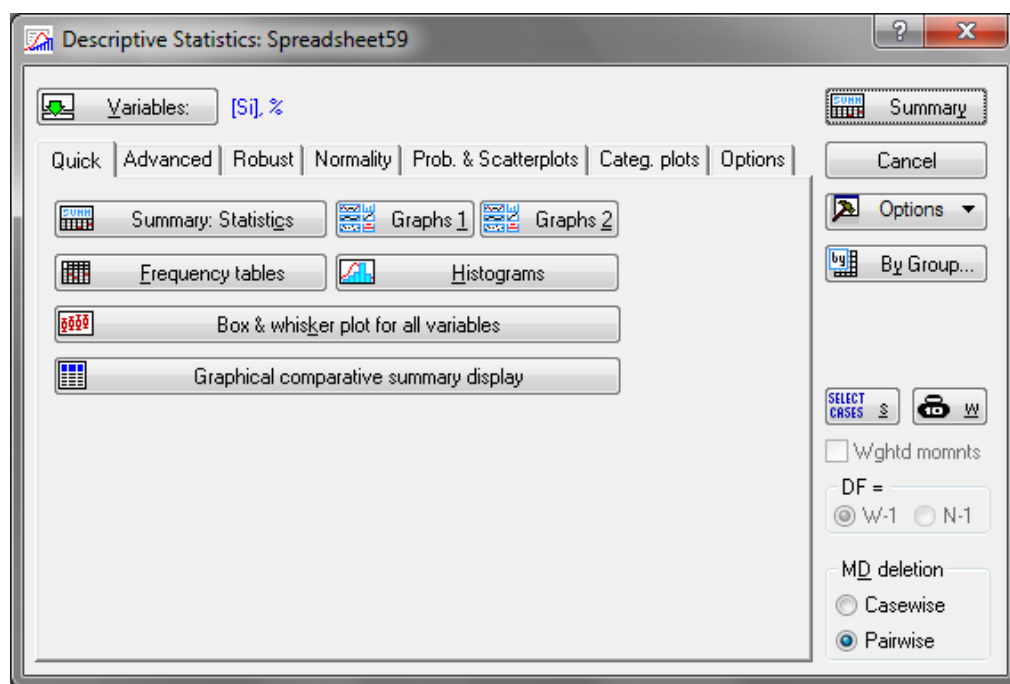 Descriptive Statistics: Spreadsheet59
?
x
Variables: [Si], %
Summary
Quick Advanced Robust Normality Prob. & Scatterplots Categ. plots Options
Cancel
Summary: Statistics Graphs 1 Graphs 2
Options
Frequency tables Histograms
by By Group...
Box & whisker plot for all variables
Graphical comparative summary display
SELECT CASES S W
Wghtd momnts
DF =
W-1 N-1
MD deletion
Casewise
Pairwise